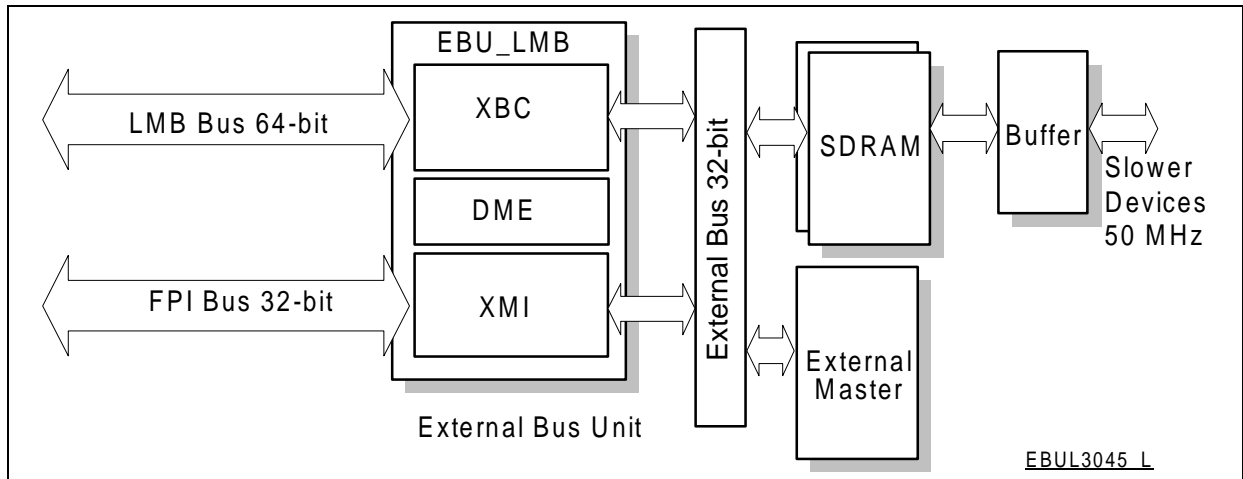 EBU_LMB
XBC
LMB Bus 64-bit
DME
FPI Bus 32-bit
XMI
External Bus Unit
External Bus 32-bit
SDRAM
Buffer
Slower
Devices
50 MHz
External
Master
EBUL3045_L